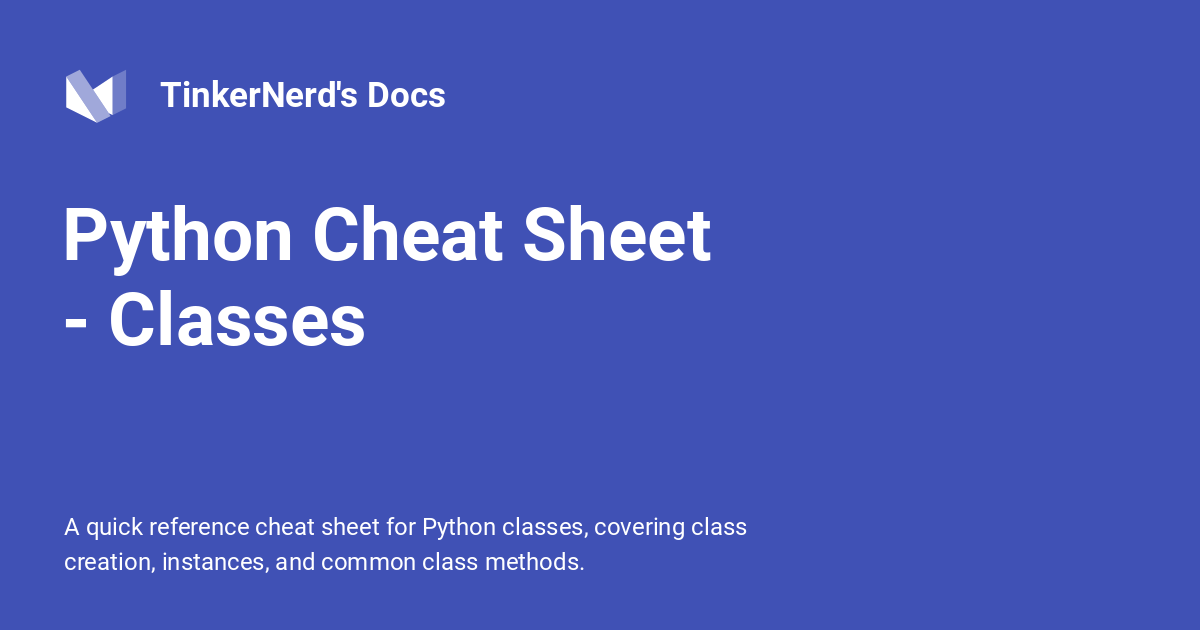 TinkerNerd's Docs
Python Cheat Sheet
- Classes
A quick reference cheat sheet for Python classes, covering class
creation, instances, and common class methods.